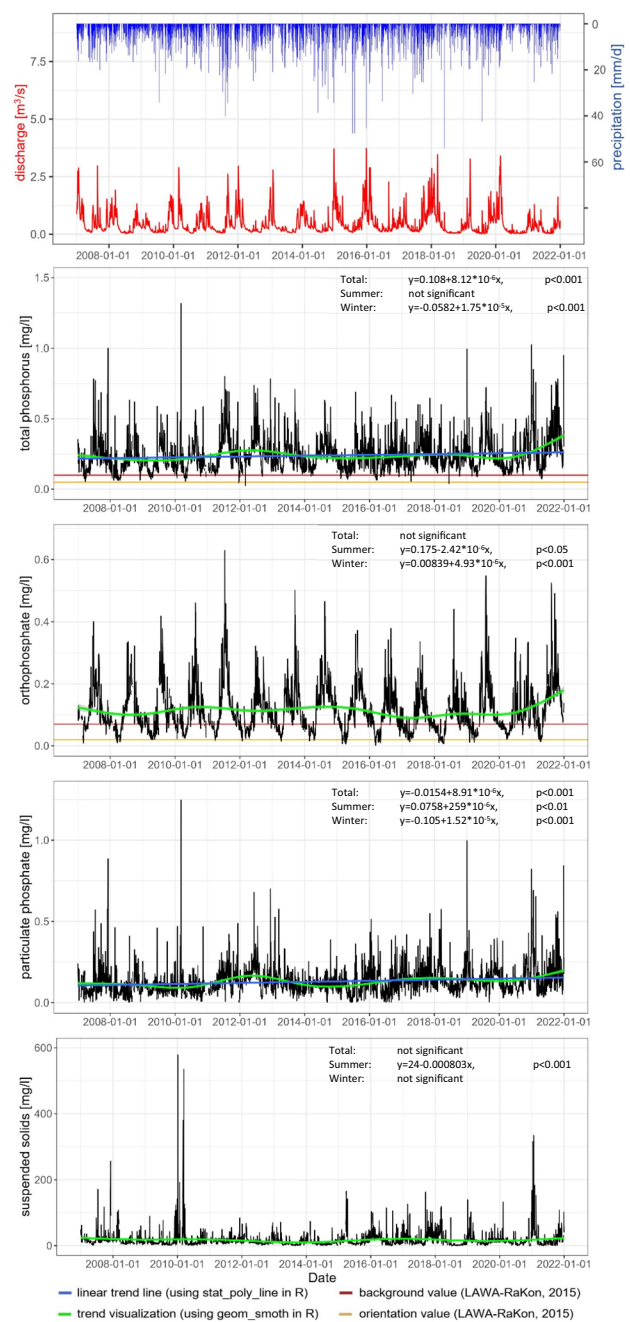 discharge [m³/s]
7.5
5.0
2.5
0.0
0
20
40
60
precipitation [mm/d]
2008-01-01 2010-01-01 2012-01-01 2014-01-01 2016-01-01 2018-01-01 2020-01-01 2022-01-01
total phosphorus [mg/l]
1.5
1.0
0.5
0.0
Total: y=0.108+8.12*10⁻⁶x, p<0.001
Summer: not significant
Winter: y=-0.0582+1.75*10⁻⁵x, p<0.001
2008-01-01 2010-01-01 2012-01-01 2014-01-01 2016-01-01 2018-01-01 2020-01-01 2022-01-01
orthophosphate [mg/l]
0.6
0.4
0.2
0.0
Total: not significant
Summer: y=0.175-2.42*10⁻⁶x, p<0.05
Winter: y=0.00839+4.93*10⁻⁶x, p<0.001
2008-01-01 2010-01-01 2012-01-01 2014-01-01 2016-01-01 2018-01-01 2020-01-01 2022-01-01
particulate phosphate [mg/l]
1.0
0.5
0.0
Total: y=-0.0154+8.91*10⁻⁶x, p<0.001
Summer: y=0.0758+259*10⁻⁶x, p<0.01
Winter: y=-0.105+1.52*10⁻⁵x, p<0.001
2008-01-01 2010-01-01 2012-01-01 2014-01-01 2016-01-01 2018-01-01 2020-01-01 2022-01-01
suspended solids [mg/l]
600
400
200
0
Total: not significant
Summer: y=24-0.000803x, p<0.001
Winter: not significant
2008-01-01 2010-01-01 2012-01-01 2014-01-01 2016-01-01 2018-01-01 2020-01-01 2022-01-01
Date
linear trend line (using stat_poly_line in R) background value (LAWA-RaKon, 2015)
trend visualization (using geom_smoth in R) orientation value (LAWA-RaKon, 2015)